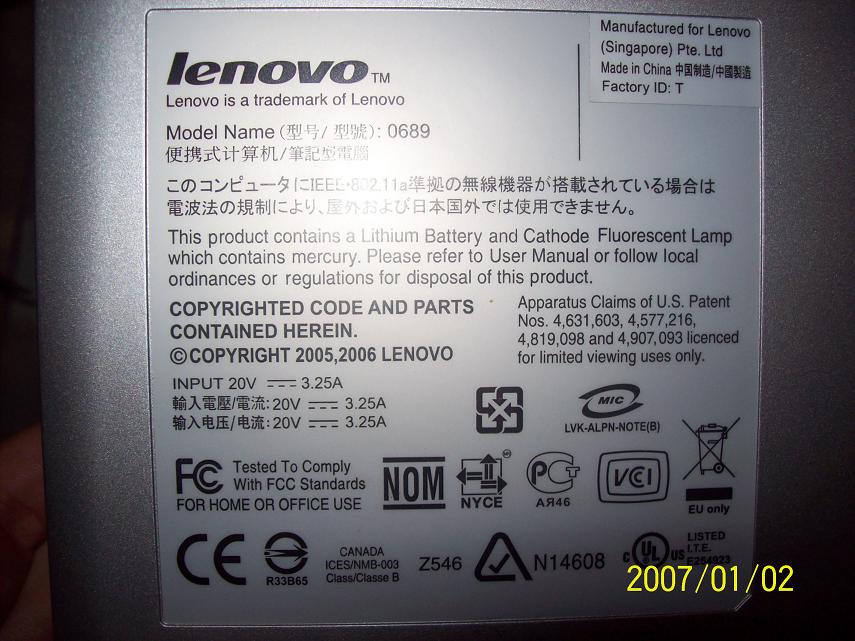 lenovo TM
Lenovo is a trademark of Lenovo
Manufactured for Lenovo
(Singapore) Pte. Ltd
Made in China 中国制造/中國製造
Factory ID: T
Model Name (型号/ 型號): 0689
便携式计算机/筆記型電腦
このコンピュータにIEEE 802.11a準拠の無線機器が搭載されている場合は
電波法の規制により、屋外および日本国外では使用できません。
This product contains a Lithium Battery and Cathode Fluorescent Lamp
which contains mercury. Please refer to User Manual or follow local
ordinances or regulations for disposal of this product.
COPYRIGHTED CODE AND PARTS
CONTAINED HEREIN.
©COPYRIGHT 2005,2006 LENOVO
Apparatus Claims of U.S. Patent
Nos. 4,631,603, 4,577,216,
4,819,098 and 4,907,093 licenced
for limited viewing uses only.
INPUT 20V 3.25A
輸入電壓/電流: 20V 3.25A
输入电压/电流: 20V 3.25A
MIC
LVK-ALPN-NOTE(B)
FC Tested To Comply
With FCC Standards
FOR HOME OR OFFICE USE
NOM
NYCE
PCT
АЯ46
VCCI
EU only
CE
R33B65
CANADA
ICES/NMB-003
Class/Classe B
Z546
N14608
C UL US
LISTED
I.T.E.
E254923
2007/01/02